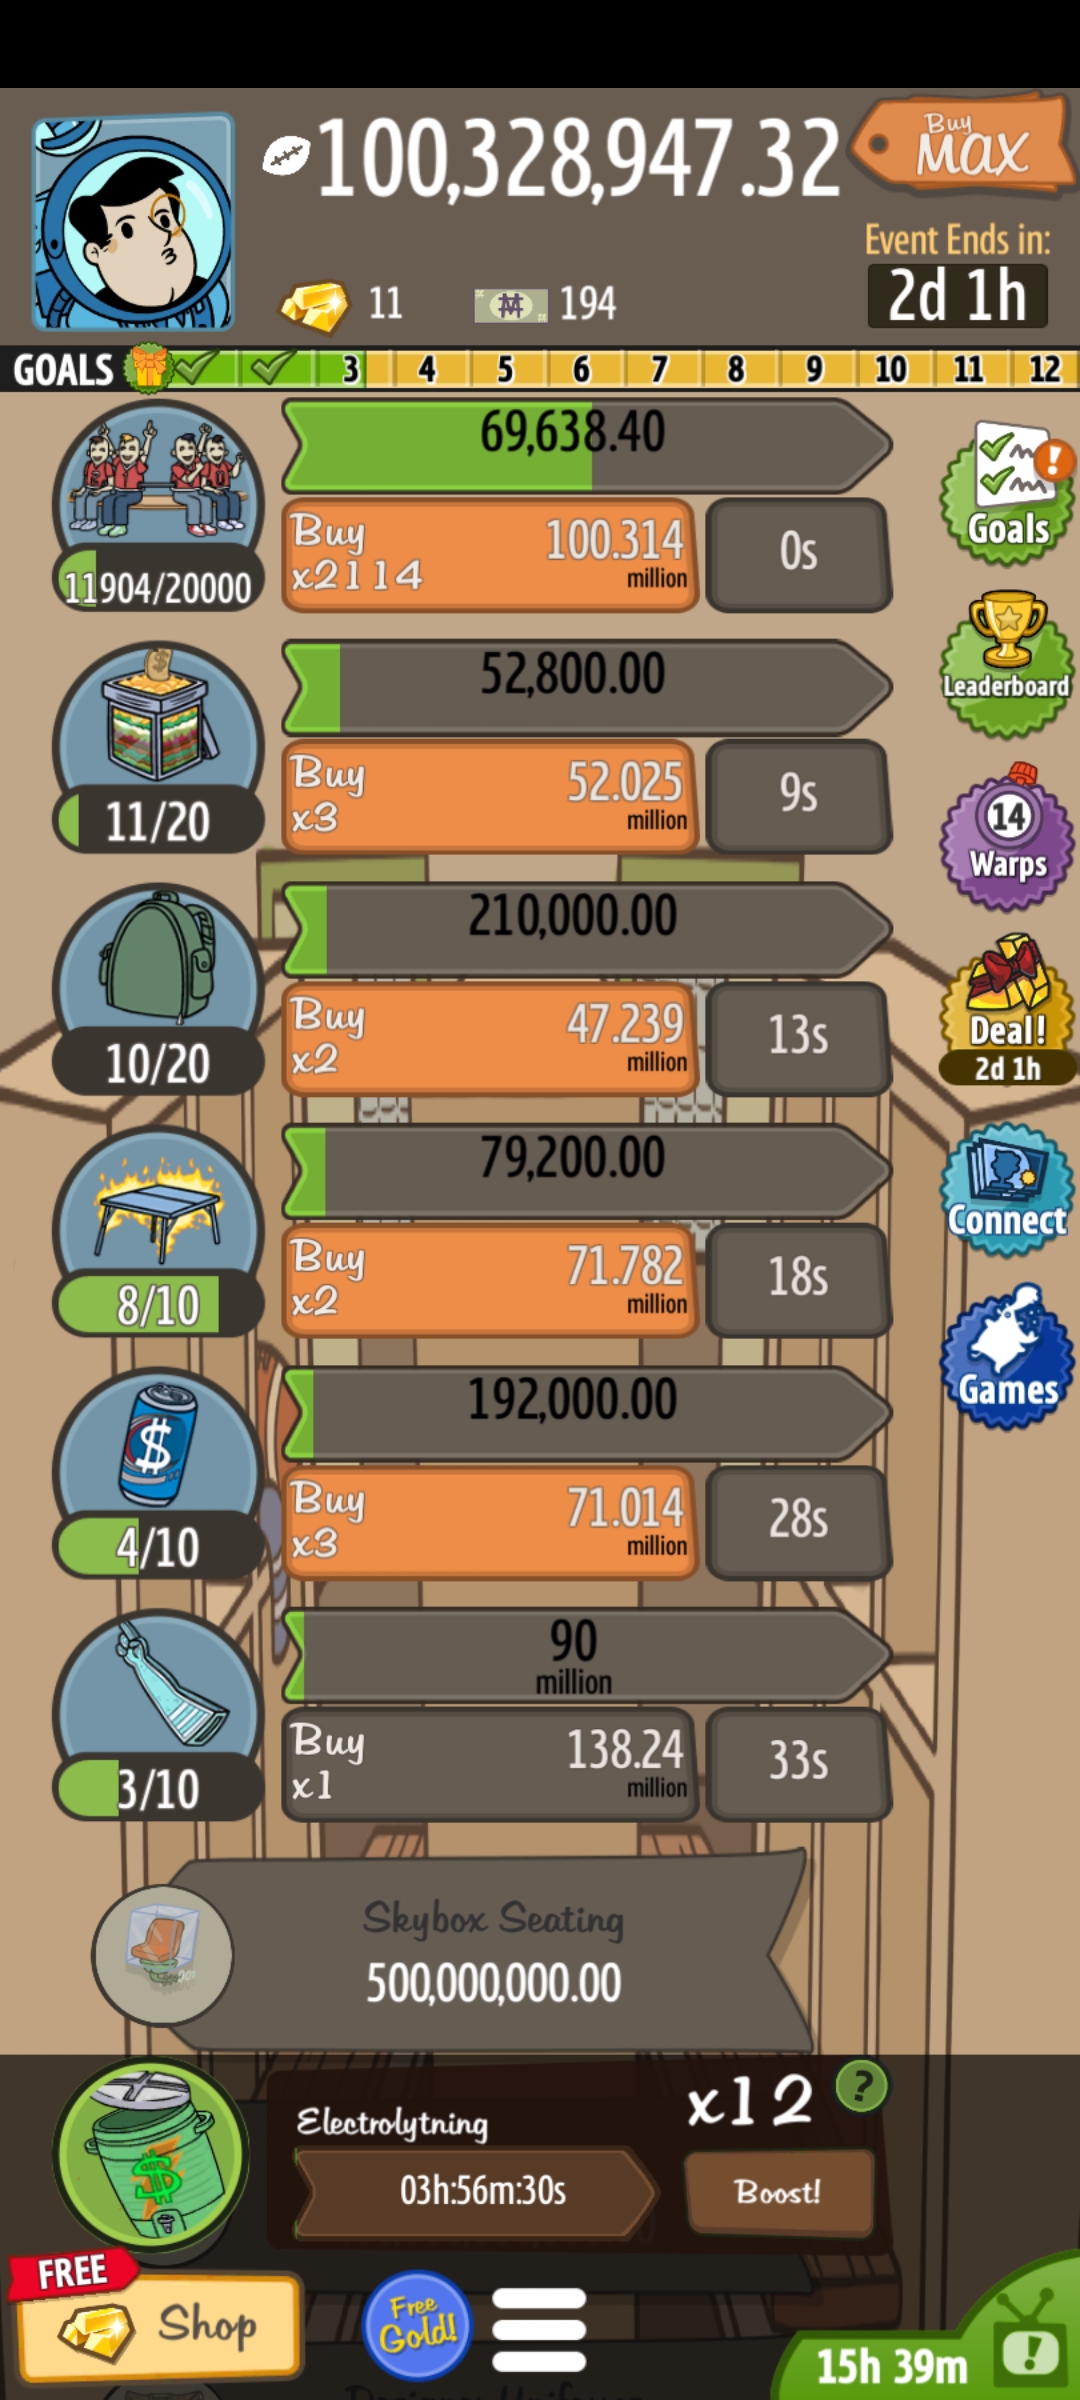 100,328,947.32
Buy
MAX
Event Ends in:
2d 1h
11
194
GOALS
3 4 5 6 7 8 9 10 11 12
69,638.40
Buy
x2114
100.314
million
0s
11904/20000
Goals
52,800.00
Buy
x3
52.025
million
9s
11/20
Leaderboard
210,000.00
Buy
x2
47.239
million
13s
10/20
14
Warps
Deal!
2d 1h
79,200.00
Buy
x2
71.782
million
18s
8/10
Connect
192,000.00
Buy
x3
71.014
million
28s
4/10
Games
90
million
Buy
x1
138.24
million
33s
3/10
Skybox Seating
500,000,000.00
Electrolytning
x12
?
03h:56m:30s
Boost!
FREE
Shop
Free
Gold!
15h 39m